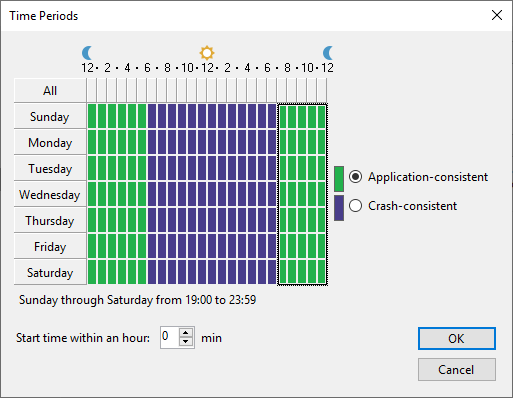 Time Periods
12 · 2 · 4 · 6 · 8 · 10 · 12 · 2 · 4 · 6 · 8 · 10 · 12
All
Sunday
Monday
Tuesday
Wednesday
Thursday
Friday
Saturday
Application-consistent
Crash-consistent
Sunday through Saturday from 19:00 to 23:59
Start time within an hour: 0 min
OK
Cancel